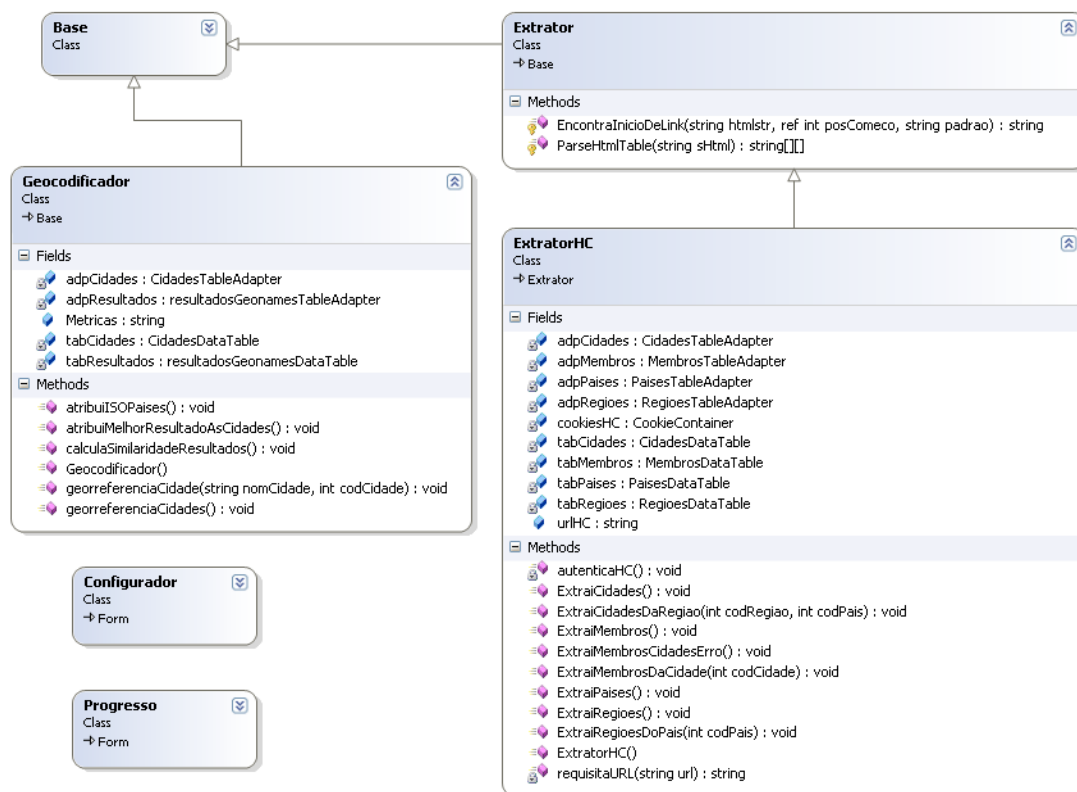 Base
Class
Extrator
Class
Base
Methods
EncontraInicioDeLink(string htmlstr, ref int posComeco, string padrao) : string
ParseHtmlTable(string sHtml) : string[][]
Geocodificador
Class
Base
Fields
adpCidades : CidadesTableAdapter
adpResultados : resultadosGeonamesTableAdapter
Metricas : string
tabCidades : CidadesDataTable
tabResultados : resultadosGeonamesDataTable
Methods
atribuiISOPaises() : void
atribuiMelhorResultadoAsCidades() : void
calculaSimilaridadeResultados() : void
Geocodificador()
georreferenciaCidade(string nomCidade, int codCidade) : void
georreferenciaCidades() : void
ExtratorHC
Class
Extrator
Fields
adpCidades : CidadesTableAdapter
adpMembros : MembrosTableAdapter
adpPaises : PaisesTableAdapter
adpRegioes : RegioesTableAdapter
cookiesHC : CookieContainer
tabCidades : CidadesDataTable
tabMembros : MembrosDataTable
tabPaises : PaisesDataTable
tabRegioes : RegioesDataTable
urlHC : string
Methods
autenticaHC() : void
ExtraiCidades() : void
ExtraiCidadesDaRegiao(int codRegiao, int codPais) : void
ExtraiMembros() : void
ExtraiMembrosCidadesErro() : void
ExtraiMembrosDaCidade(int codCidade) : void
ExtraiPaises() : void
ExtraiRegioes() : void
ExtraiRegioesDoPais(int codPais) : void
ExtratorHC()
requisitaURL(string url) : string
Configurador
Class
Form
Progresso
Class
Form